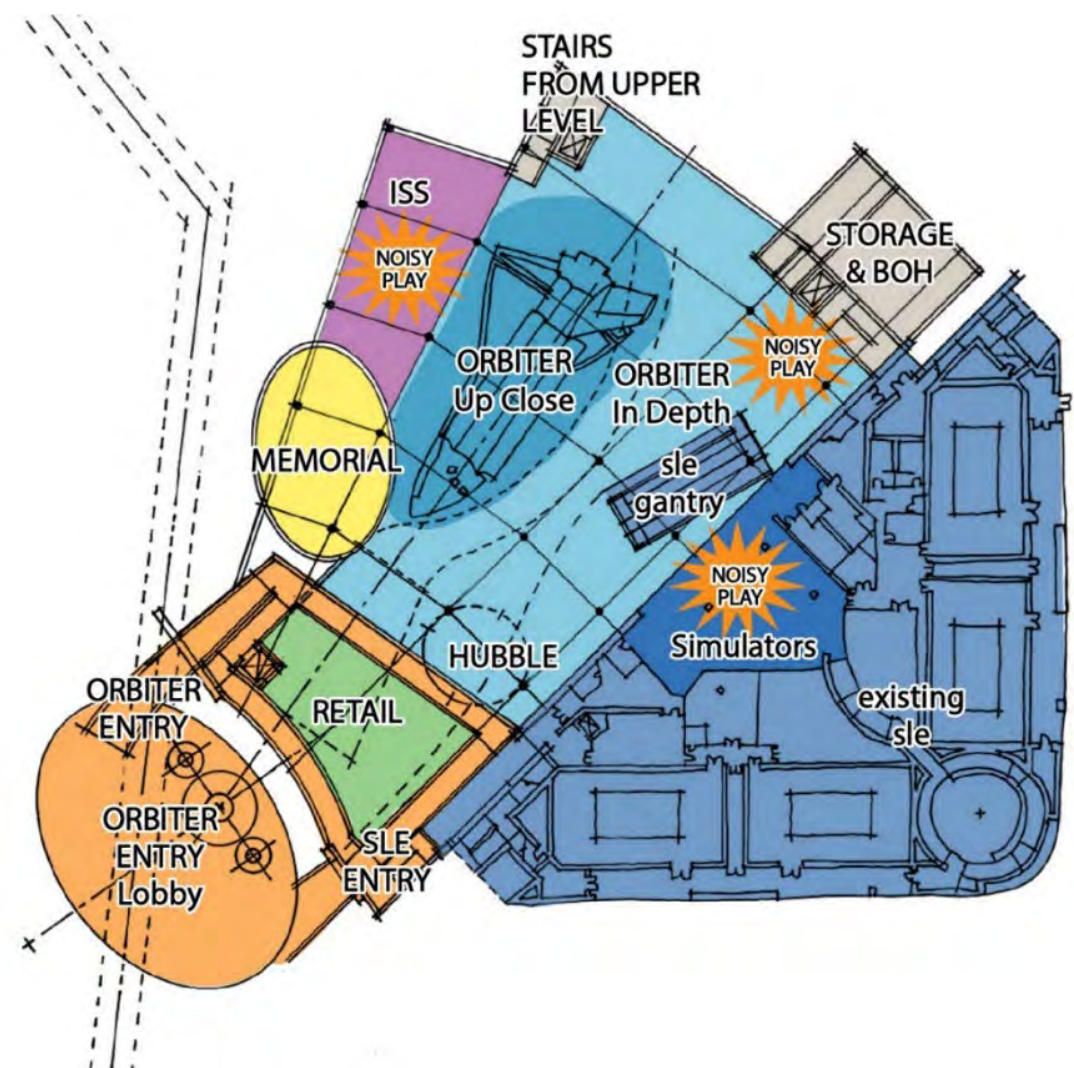 STAIRS
FROM UPPER
LEVEL
ISS
NOISY
PLAY
STORAGE
& BOH
NOISY
PLAY
ORBITER
Up Close
ORBITER
In Depth
MEMORIAL
sle
gantry
NOISY
PLAY
Simulators
HUBBLE
existing
sle
ORBITER
ENTRY
RETAIL
ORBITER
ENTRY
Lobby
SLE
ENTRY